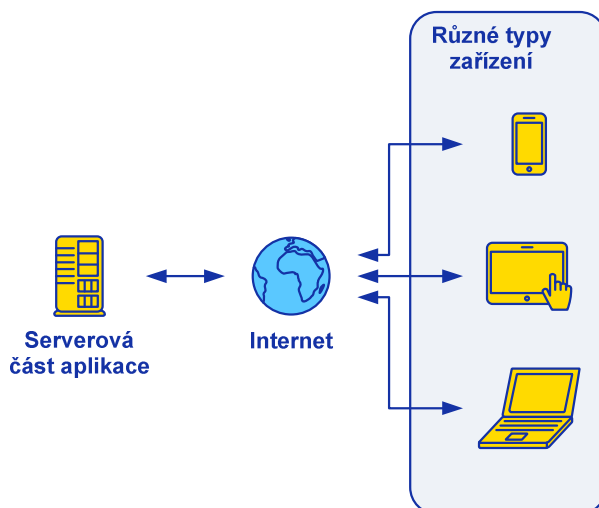 Různé typy
zařízení
Serverová
část aplikace
Internet